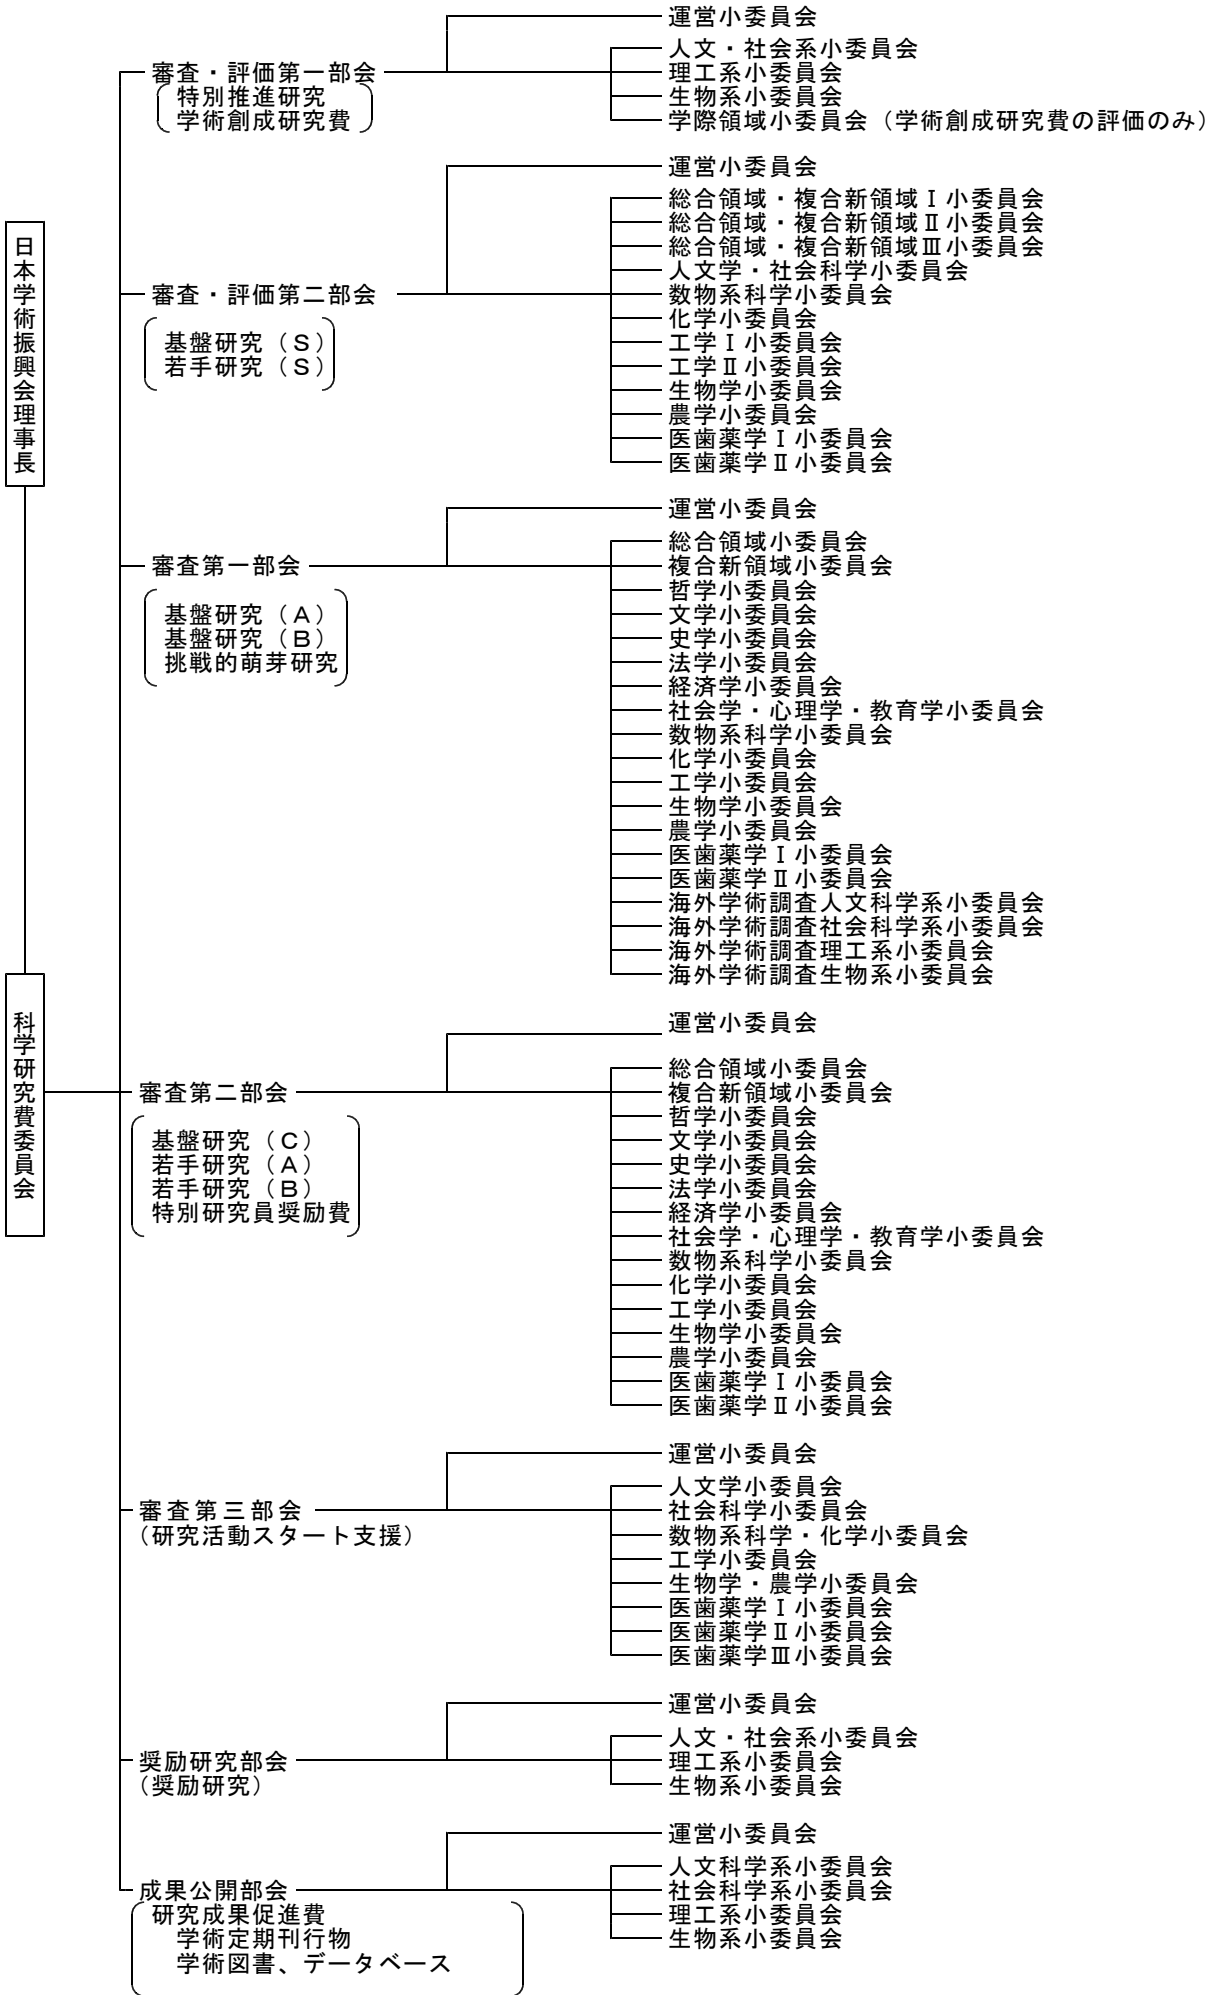 日本学術振興会理事長
科学研究費委員会
審査・評価第一部会
特別推進研究
学術創成研究費
運営小委員会
人文・社会系小委員会
理工系小委員会
生物系小委員会
学際領域小委員会（学術創成研究費の評価のみ）
審査・評価第二部会
基盤研究（Ｓ）
若手研究（Ｓ）
運営小委員会
総合領域・複合新領域Ⅰ小委員会
総合領域・複合新領域Ⅱ小委員会
総合領域・複合新領域Ⅲ小委員会
人文学・社会科学小委員会
数物系科学小委員会
化学小委員会
工学Ⅰ小委員会
工学Ⅱ小委員会
生物学小委員会
農学小委員会
医歯薬学Ⅰ小委員会
医歯薬学Ⅱ小委員会
審査第一部会
基盤研究（Ａ）
基盤研究（Ｂ）
挑戦的萌芽研究
運営小委員会
総合領域小委員会
複合新領域小委員会
哲学小委員会
文学小委員会
史学小委員会
法学小委員会
経済学小委員会
社会学・心理学・教育学小委員会
数物系科学小委員会
化学小委員会
工学小委員会
生物学小委員会
農学小委員会
医歯薬学Ⅰ小委員会
医歯薬学Ⅱ小委員会
海外学術調査人文科学系小委員会
海外学術調査社会科学系小委員会
海外学術調査理工系小委員会
海外学術調査生物系小委員会
審査第二部会
基盤研究（Ｃ）
若手研究（Ａ）
若手研究（Ｂ）
特別研究員奨励費
運営小委員会
総合領域小委員会
複合新領域小委員会
哲学小委員会
文学小委員会
史学小委員会
法学小委員会
経済学小委員会
社会学・心理学・教育学小委員会
数物系科学小委員会
化学小委員会
工学小委員会
生物学小委員会
農学小委員会
医歯薬学Ⅰ小委員会
医歯薬学Ⅱ小委員会
審査第三部会
（研究活動スタート支援）
運営小委員会
人文学小委員会
社会科学小委員会
数物系科学・化学小委員会
工学小委員会
生物学・農学小委員会
医歯薬学Ⅰ小委員会
医歯薬学Ⅱ小委員会
医歯薬学Ⅲ小委員会
奨励研究部会
（奨励研究）
運営小委員会
人文・社会系小委員会
理工系小委員会
生物系小委員会
成果公開部会
研究成果促進費
学術定期刊行物
学術図書、データベース
運営小委員会
人文科学系小委員会
社会科学系小委員会
理工系小委員会
生物系小委員会